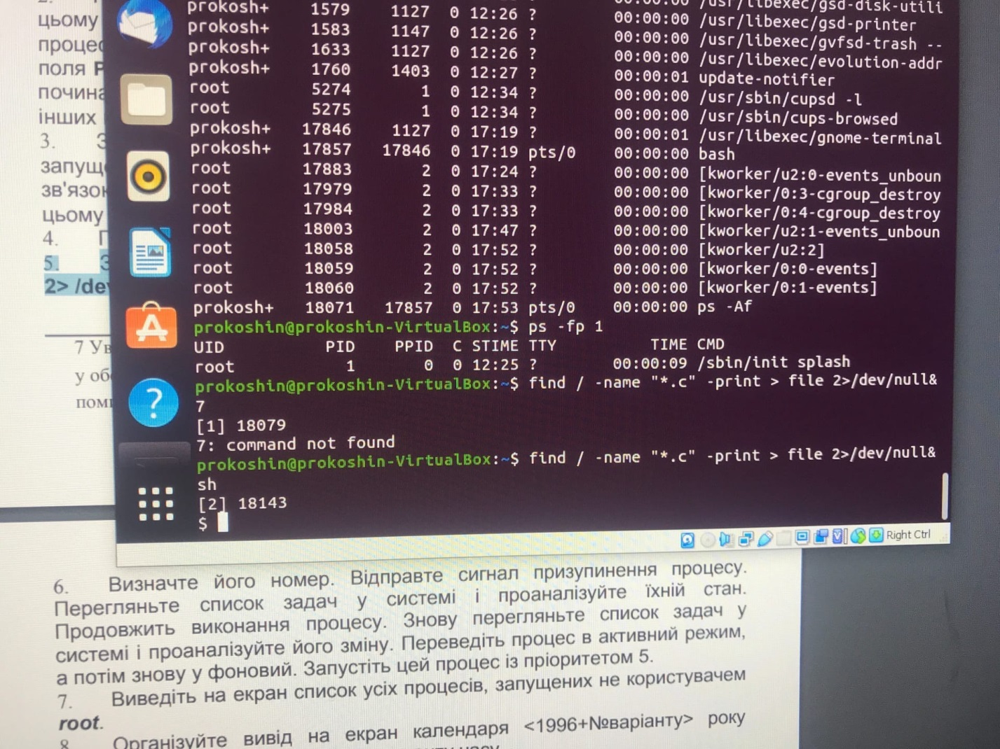 цьому
процес
поля P
почина
інших
3. З
запущ
зв'язок
цьому
4. П
5. З
2> /dev
7 Ув
у об
помі
prokosh+ 1579 1127 0 12:26 ? 00:00:00 /usr/libexec/gsd-disk-utili
prokosh+ 1583 1147 0 12:26 ? 00:00:00 /usr/libexec/gsd-printer
prokosh+ 1633 1127 0 12:26 ? 00:00:00 /usr/libexec/gvfsd-trash --
prokosh+ 1760 1403 0 12:27 ? 00:00:00 /usr/libexec/evolution-addr
00:00:01 update-notifier
root 5274 1 0 12:34 ? 00:00:00 /usr/sbin/cupsd -l
root 5275 1 0 12:34 ? 00:00:00 /usr/sbin/cups-browsed
prokosh+ 17846 1127 0 17:19 ? 00:00:01 /usr/libexec/gnome-terminal
prokosh+ 17857 17846 0 17:19 pts/0 00:00:00 bash
root 17883 2 0 17:24 ? 00:00:00 [kworker/u2:0-events_unboun
root 17979 2 0 17:33 ? 00:00:00 [kworker/0:3-cgroup_destroy
root 17984 2 0 17:33 ? 00:00:00 [kworker/0:4-cgroup_destroy
root 18003 2 0 17:47 ? 00:00:00 [kworker/u2:1-events_unboun
root 18058 2 0 17:52 ? 00:00:00 [kworker/u2:2]
root 18059 2 0 17:52 ? 00:00:00 [kworker/0:0-events]
root 18060 2 0 17:52 ? 00:00:00 [kworker/0:1-events]
prokosh+ 18071 17857 0 17:53 pts/0 00:00:00 ps -Af
prokoshin@prokoshin-VirtualBox:~$ ps -fp 1
UID PID PPID C STIME TTY TIME CMD
root 1 0 0 12:25 ? 00:00:09 /sbin/init splash
prokoshin@prokoshin-VirtualBox:~$ find / -name "*.c" -print > file 2>/dev/null&
7
[1] 18079
7: command not found
prokoshin@prokoshin-VirtualBox:~$ find / -name "*.c" -print > file 2>/dev/null&
sh
[2] 18143
$
Right Ctrl
6. Визначте його номер. Відправте сигнал призупинення процесу.
Перегляньте список задач у системі і проаналізуйте їхній стан.
Продовжить виконання процесу. Знову перегляньте список задач у
системі і проаналізуйте його зміну. Переведіть процес в активний режим,
а потім знову у фоновий. Запустіть цей процес із пріоритетом 5.
7. Виведіть на екран список усіх процесів, запущених не користувачем
root.
8 Організуйте вивід на екран календаря <1996+№варіанту> року